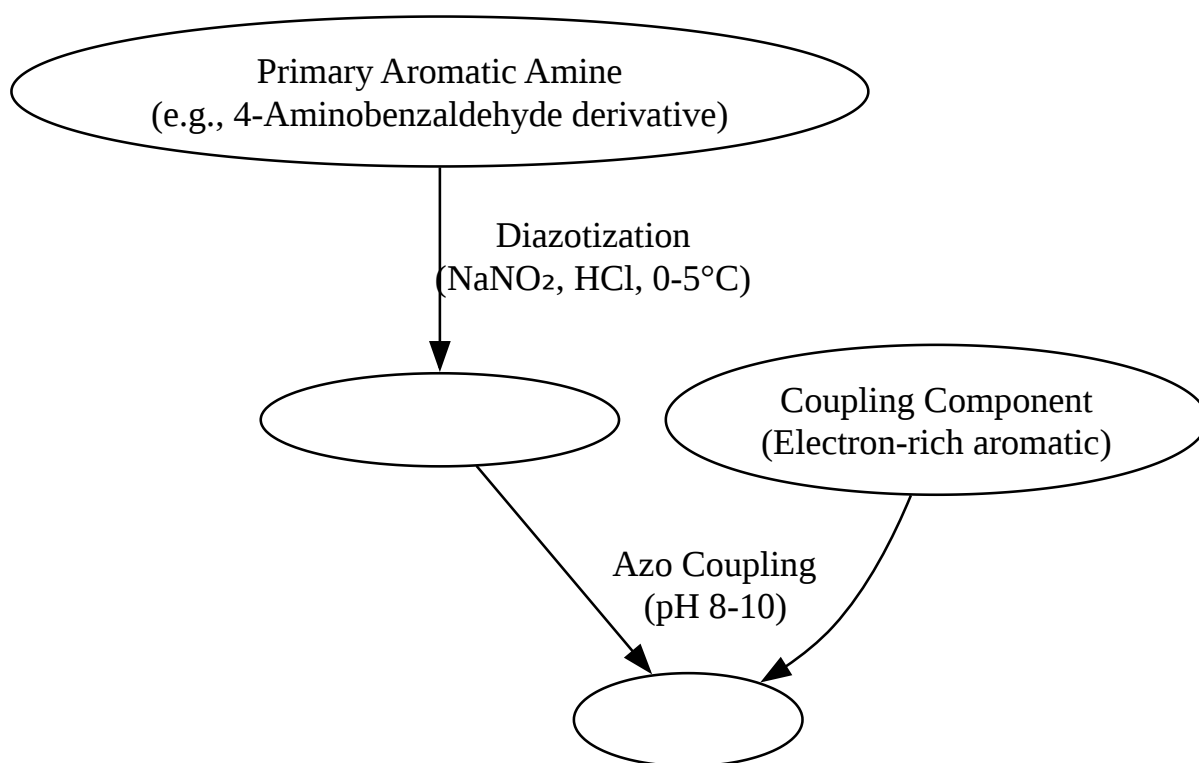 Primary Aromatic Amine
(e.g., 4-Aminobenzaldehyde derivative)
Diazotization
(NaNO₂, HCl, 0-5°C)
Coupling Component
(Electron-rich aromatic)
Azo Coupling
(pH 8-10)